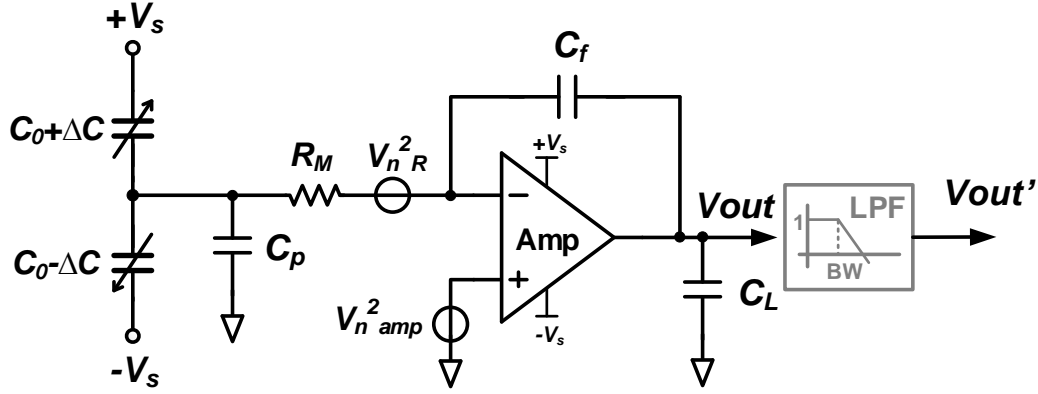 +Vs
C0+ΔC
C0-ΔC
-Vs
Cp
RM
Vn²R
Cf
+Vs
−
Amp
+
-Vs
Vn²amp
Vout
CL
1
LPF
BW
Vout'